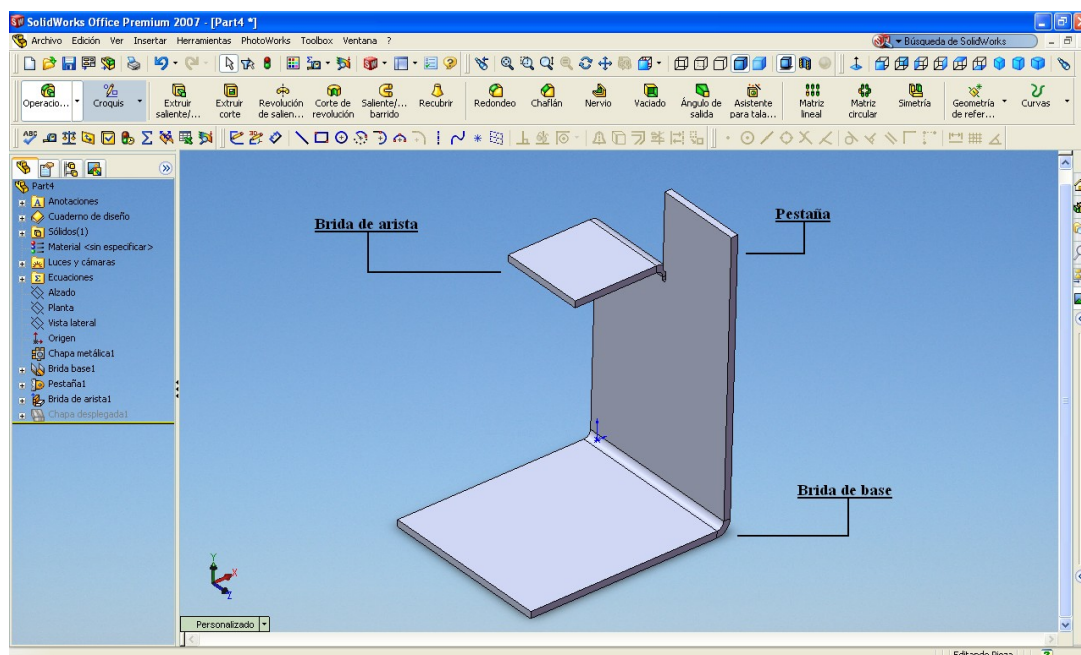 SolidWorks Office Premium 2007 - [Part4 *]
Archivo Edición Ver Insertar Herramientas PhotoWorks Toolbox Ventana ?
Búsqueda de SolidWorks
Operacio... Croquis Extruir saliente/... Extruir corte Revolución de salien... Corte de revolución Saliente/... barrido Recubrir Redondeo Chaflán Nervio Vaciado Ángulo de salida Asistente para tala... Matriz lineal Matriz circular Simetría Geometría de refer... Curvas
Part4
Anotaciones
Cuaderno de diseño
Sólidos(1)
Material <sin especificar>
Luces y cámaras
Ecuaciones
Alzado
Planta
Vista lateral
Origen
Chapa metálica1
Brida base1
Pestaña1
Brida de arista1
Chapa desplegada1
Pestaña
Brida de arista
Brida de base
Y
X
Z
Personalizado
Editando Pieza